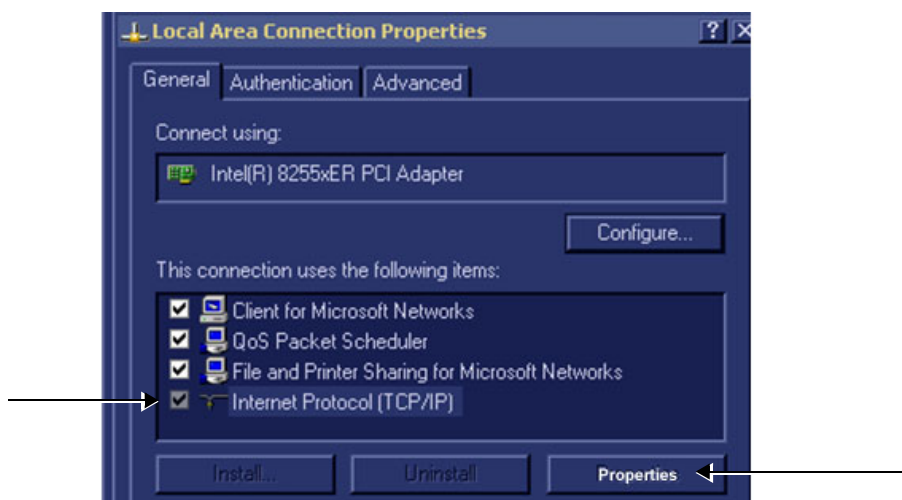 Local Area Connection Properties ? X
General Authentication Advanced
Connect using:
Intel(R) 8255xER PCI Adapter
Configure...
This connection uses the following items:
Client for Microsoft Networks
QoS Packet Scheduler
File and Printer Sharing for Microsoft Networks
Internet Protocol (TCP/IP)
Install... Uninstall Properties